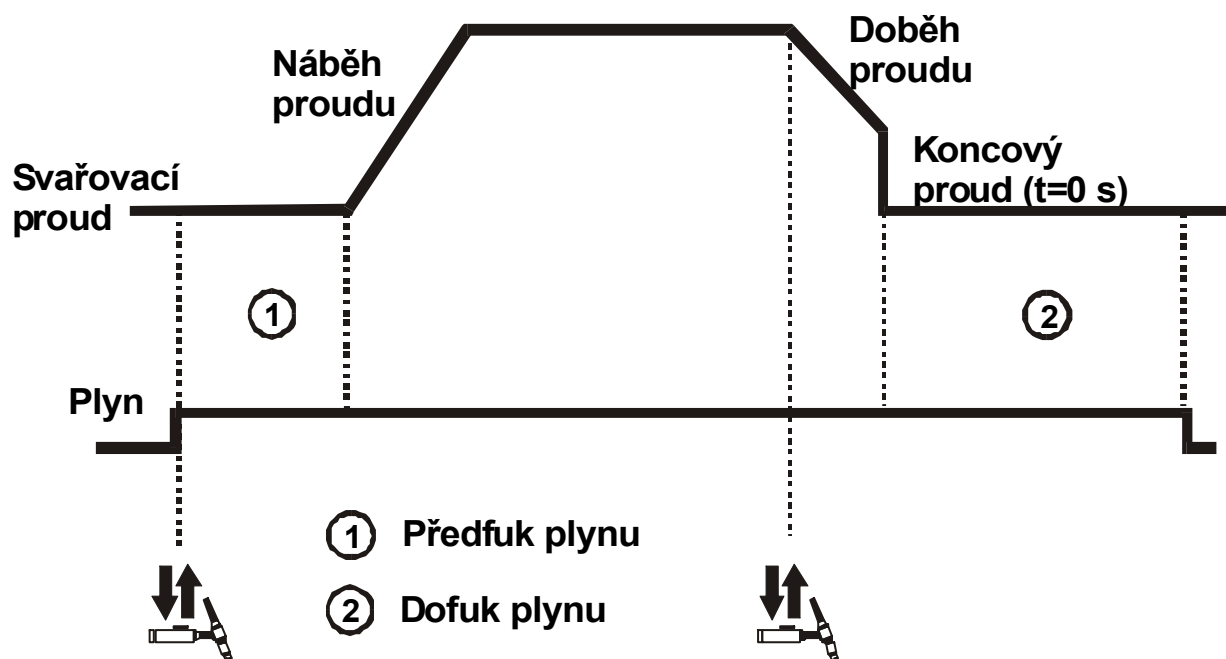 Náběh
proudu
Doběh
proudu
Svařovací
proud
Koncový
proud (t=0 s)
1
2
Plyn
1 Předfuk plynu
2 Dofuk plynu